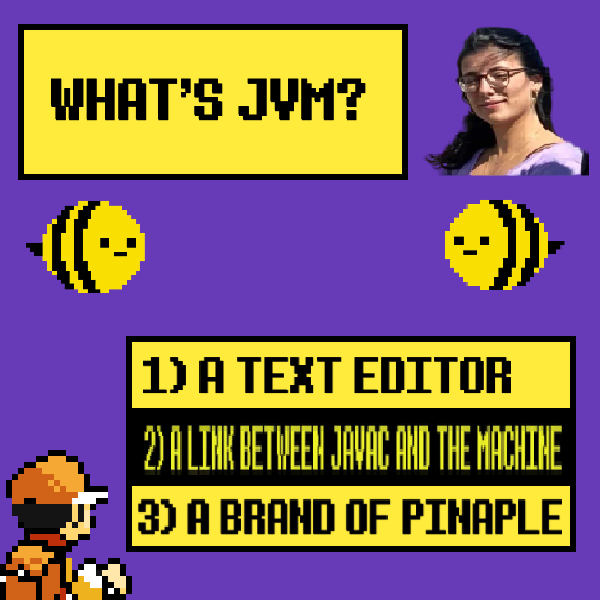 WHAT'S JVM?
1) A TEXT EDITOR
2) A LINK BETWEEN JAVAC AND THE MACHINE
3) A BRAND OF PINAPLE